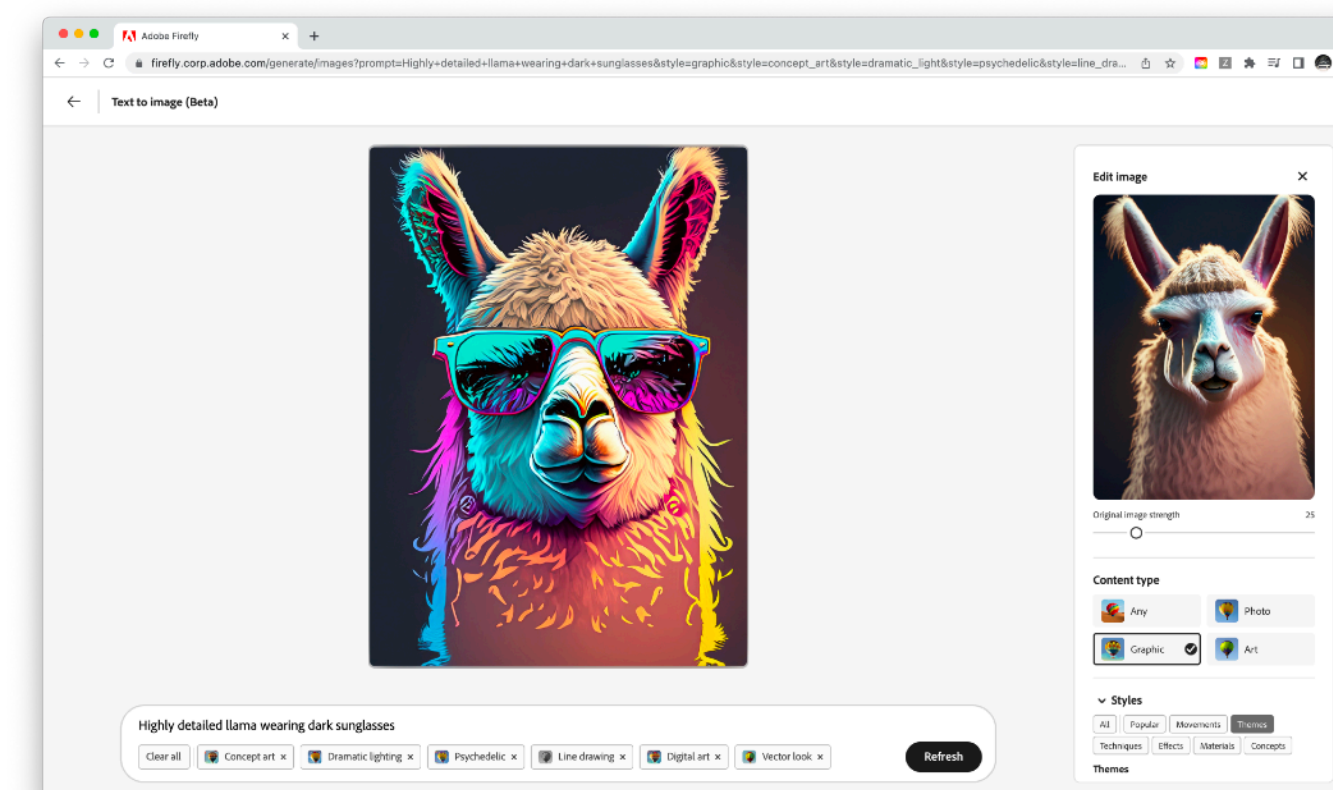 Adobe Firefly
firefly.corp.adobe.com/generate/images?prompt=Highly+detailed+llama+wearing+dark+sunglasses&style=graphic&style=concept_art&style=dramatic_light&style=psychedelic&style=line_dra...
Text to image (Beta)
Edit image
Original image strength 25
Content type
Any Photo
Graphic Art
Styles
All Popular Movements Themes
Techniques Effects Materials Concepts
Themes
Highly detailed llama wearing dark sunglasses
Clear all Concept art × Dramatic lighting × Psychedelic × Line drawing × Digital art × Vector look × Refresh